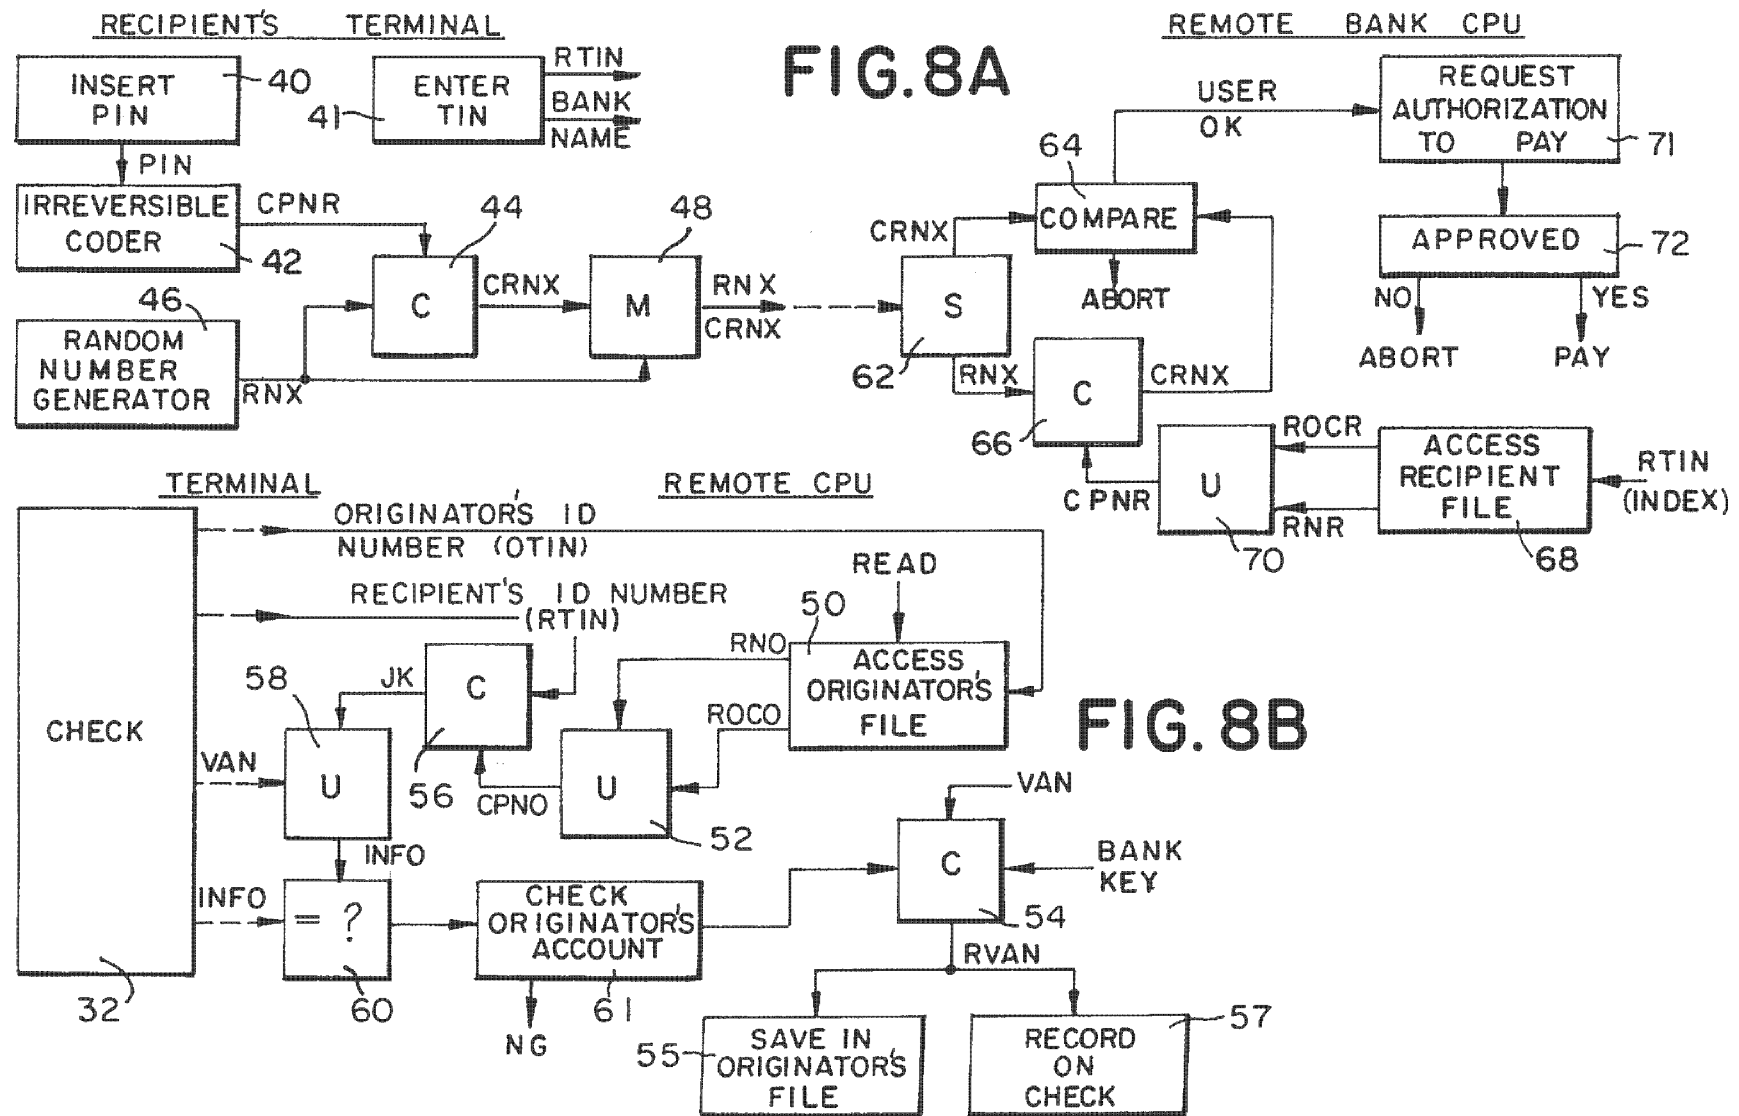 RECIPIENT'S TERMINAL
FIG. 8A
REMOTE BANK CPU
INSERT
PIN
40
41
ENTER
TIN
RTIN
BANK
NAME
PIN
IRREVERSIBLE
CODER
42
CPNR
44
C
46
RANDOM
NUMBER
GENERATOR
RNX
CRNX
48
M
RNX
CRNX
S
62
CRNX
RNX
64
COMPARE
ABORT
USER
OK
REQUEST
AUTHORIZATION
TO PAY
71
APPROVED
72
NO
YES
ABORT
PAY
C
66
CRNX
CPNR
U
70
ROCR
RNR
ACCESS
RECIPIENT
FILE
68
RTIN
(INDEX)
TERMINAL
REMOTE CPU
CHECK
32
ORIGINATOR'S ID
NUMBER (OTIN)
RECIPIENT'S ID NUMBER
(RTIN)
READ
50
ACCESS
ORIGINATOR'S
FILE
RNO
ROCO
U
52
CPNO
C
56
JK
58
U
VAN
INFO
INFO
= ?
60
CHECK
ORIGINATOR'S
ACCOUNT
61
NG
FIG. 8B
VAN
C
54
BANK
KEY
RVAN
55
SAVE IN
ORIGINATOR'S
FILE
57
RECORD
ON
CHECK